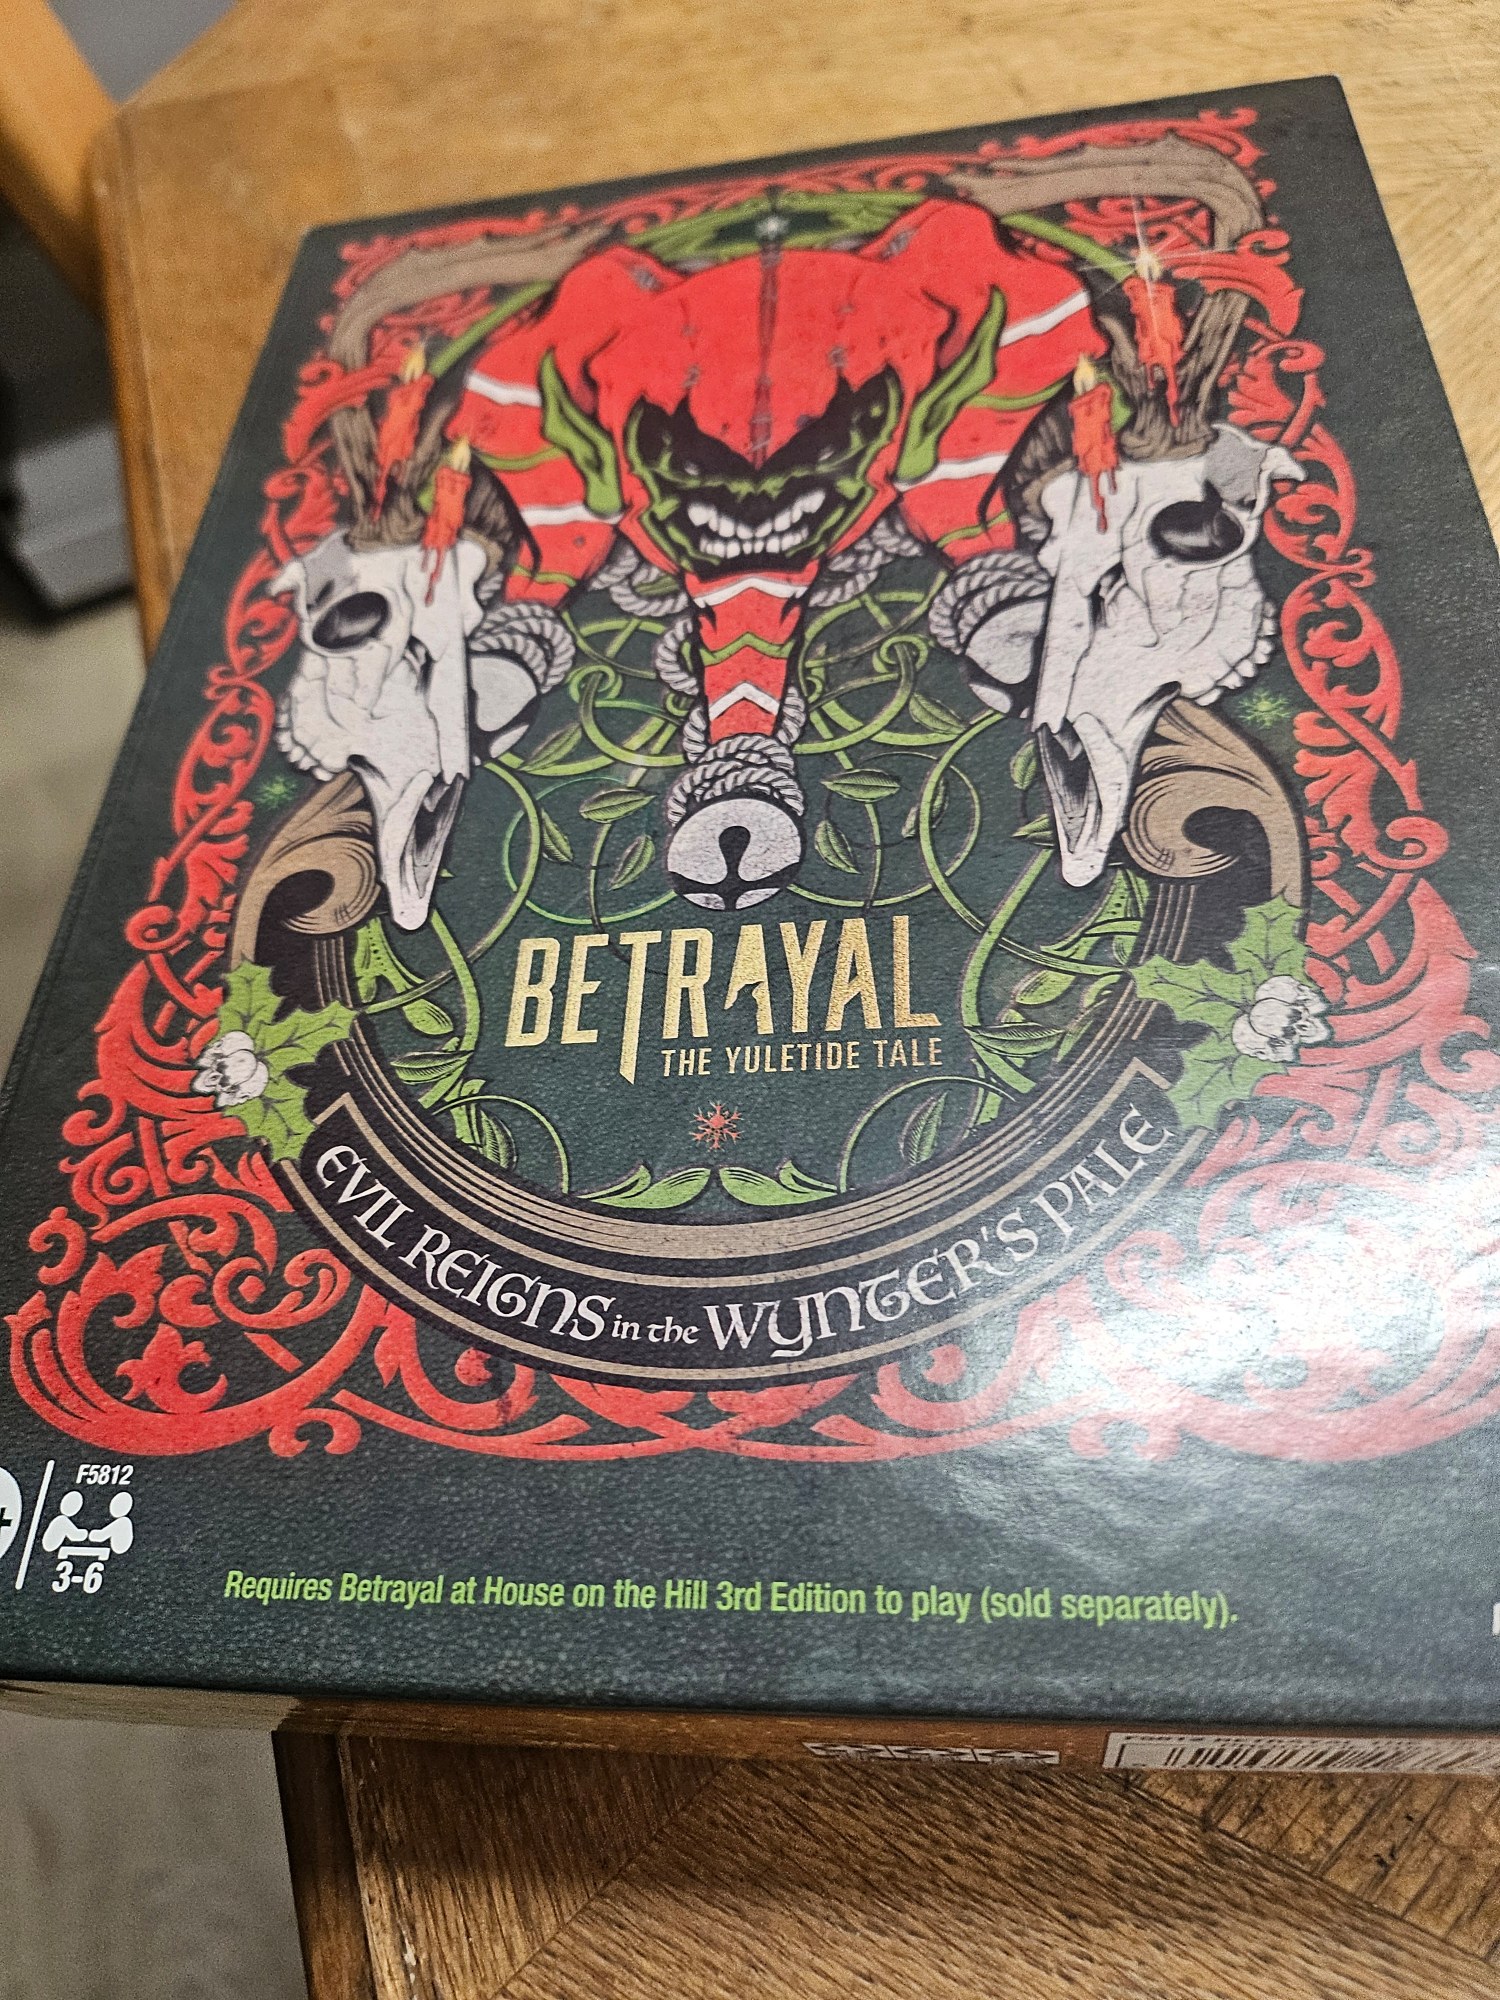 BETRAYAL
THE YULETIDE TALE
EVIL REIGNS in the WYNTER'S PALE
F5812
3-6
Requires Betrayal at House on the Hill 3rd Edition to play (sold separately).